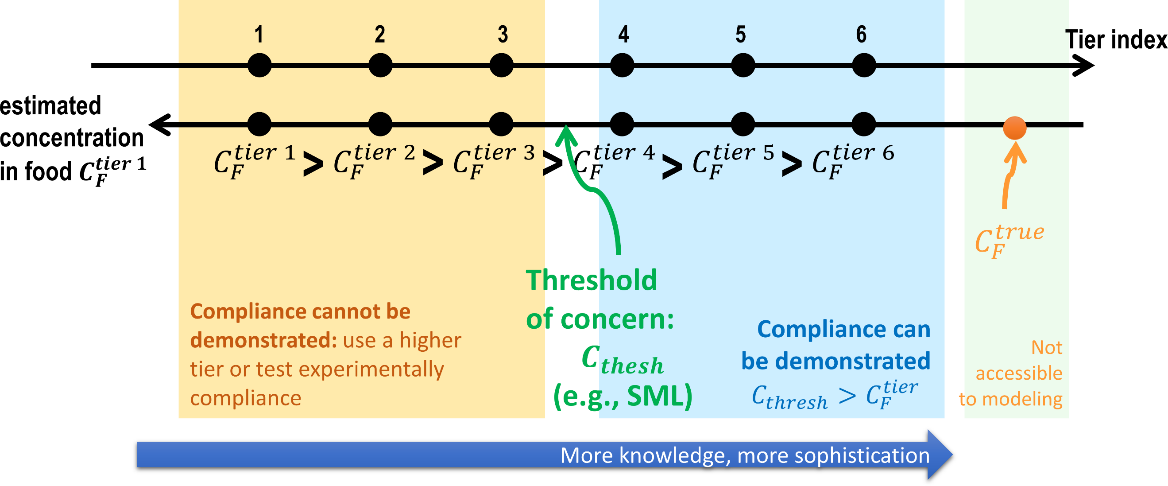 1 2 3 4 5 6
Tier index
estimated
concentration
in food C_F^{tier 1}
C_F^{tier 1} > C_F^{tier 2} > C_F^{tier 3} > C_F^{tier 4} > C_F^{tier 5} > C_F^{tier 6}
C_F^{true}
Threshold
of concern:
C_{thesh}
(e.g., SML)
Compliance cannot be
demonstrated: use a higher
tier or test experimentally
compliance
Compliance can
be demonstrated
C_{thresh} > C_F^{tier}
Not
accessible
to modeling
More knowledge, more sophistication